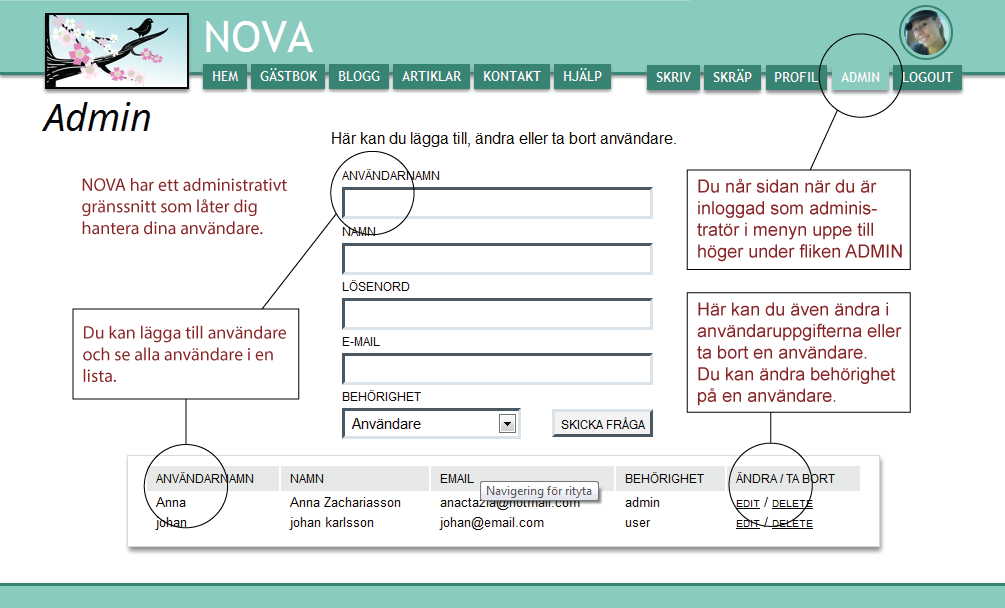 NOVA
HEM GÄSTBOK BLOGG ARTIKLAR KONTAKT HJÄLP SKRIV SKRÄP PROFIL ADMIN LOGOUT
Admin
Här kan du lägga till, ändra eller ta bort användare.
NOVA har ett administrativt
gränssnitt som låter dig
hantera dina användare.
ANVÄNDARNAMN
NAMN
LÖSENORD
E-MAIL
BEHÖRIGHET
Användare
SKICKA FRÅGA
Du når sidan när du är
inloggad som adminis-
tratör i menyn uppe till
höger under fliken ADMIN
Du kan lägga till användare
och se alla användare i en
lista.
Här kan du även ändra i
användaruppgifterna eller
ta bort en användare.
Du kan ändra behörighet
på en användare.
ANVÄNDARNAMN NAMN EMAIL BEHÖRIGHET ÄNDRA / TA BORT
Navigering för rityta
Anna Anna Zachariasson anactazia@hotmail.com admin EDIT / DELETE
johan johan karlsson johan@email.com user EDIT / DELETE